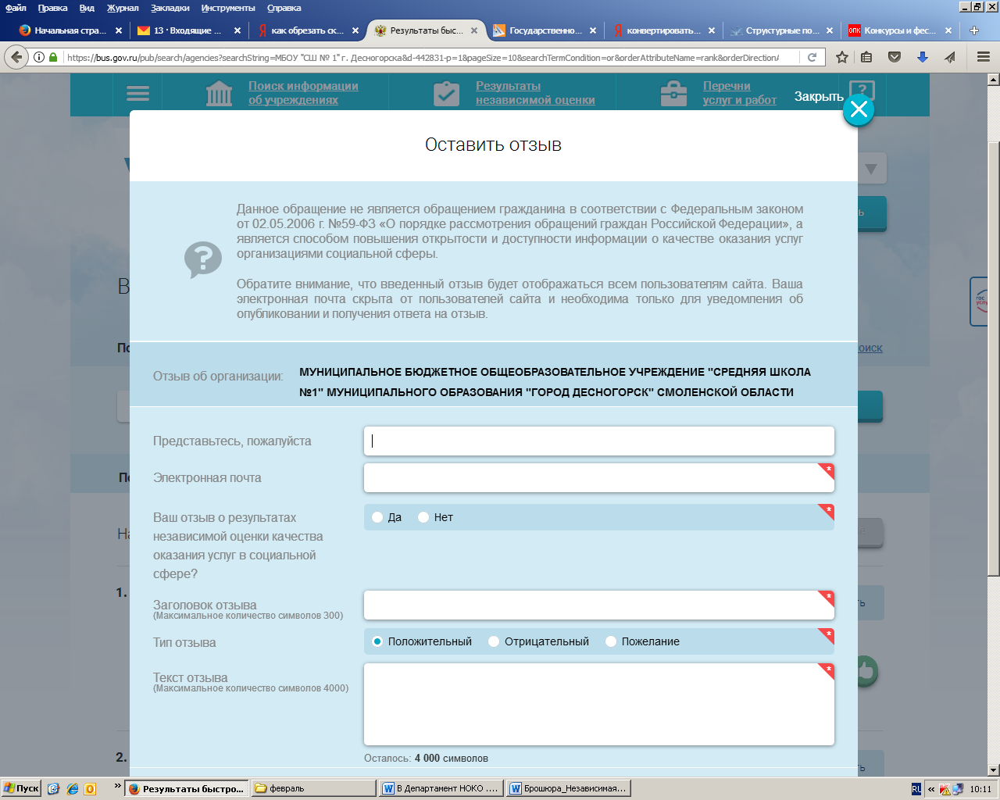 Файл Правка Вид Журнал Закладки Инструменты Справка
Начальная стра...
13 · Входящие ...
как обрезать ск...
Результаты быс...
Государственно...
конвертировать...
Структурные по...
Конкурсы и фес...
https://bus.gov.ru/pub/search/agencies?searchString=МБОУ "СШ № 1" г. Десногорска&d-442831-p=1&pageSize=10&searchTermCondition=or&orderAttributeName=rank&orderDirection
Поиск информации
об учреждениях
Результаты
независимой оценки
Перечни
услуг и работ
Закрыть
Оставить отзыв
Данное обращение не является обращением гражданина в соответствии с Федеральным законом
от 02.05.2006 г. №59-ФЗ «О порядке рассмотрения обращений граждан Российской Федерации», а
является способом повышения открытости и доступности информации о качестве оказания услуг
организациями социальной сферы.
Обратите внимание, что введенный отзыв будет отображаться всем пользователям сайта. Ваша
электронная почта скрыта от пользователей сайта и необходима только для уведомления об
опубликовании и получения ответа на отзыв.
Отзыв об организации:
МУНИЦИПАЛЬНОЕ БЮДЖЕТНОЕ ОБЩЕОБРАЗОВАТЕЛЬНОЕ УЧРЕЖДЕНИЕ "СРЕДНЯЯ ШКОЛА
№1" МУНИЦИПАЛЬНОГО ОБРАЗОВАНИЯ "ГОРОД ДЕСНОГОРСК" СМОЛЕНСКОЙ ОБЛАСТИ
Представьтесь, пожалуйста
Электронная почта *
Ваш отзыв о результатах
независимой оценки качества
оказания услуг в социальной
сфере?
Да Нет *
Заголовок отзыва *
(Максимальное количество символов 300)
Тип отзыва
Положительный Отрицательный Пожелание *
Текст отзыва *
(Максимальное количество символов 4000)
Осталось: 4 000 символов
1.
2.
Пуск
»
Результаты быстро...
февраль
В Департамент НОКО ....
Брошюра_Независимая...
RL
«
10:11